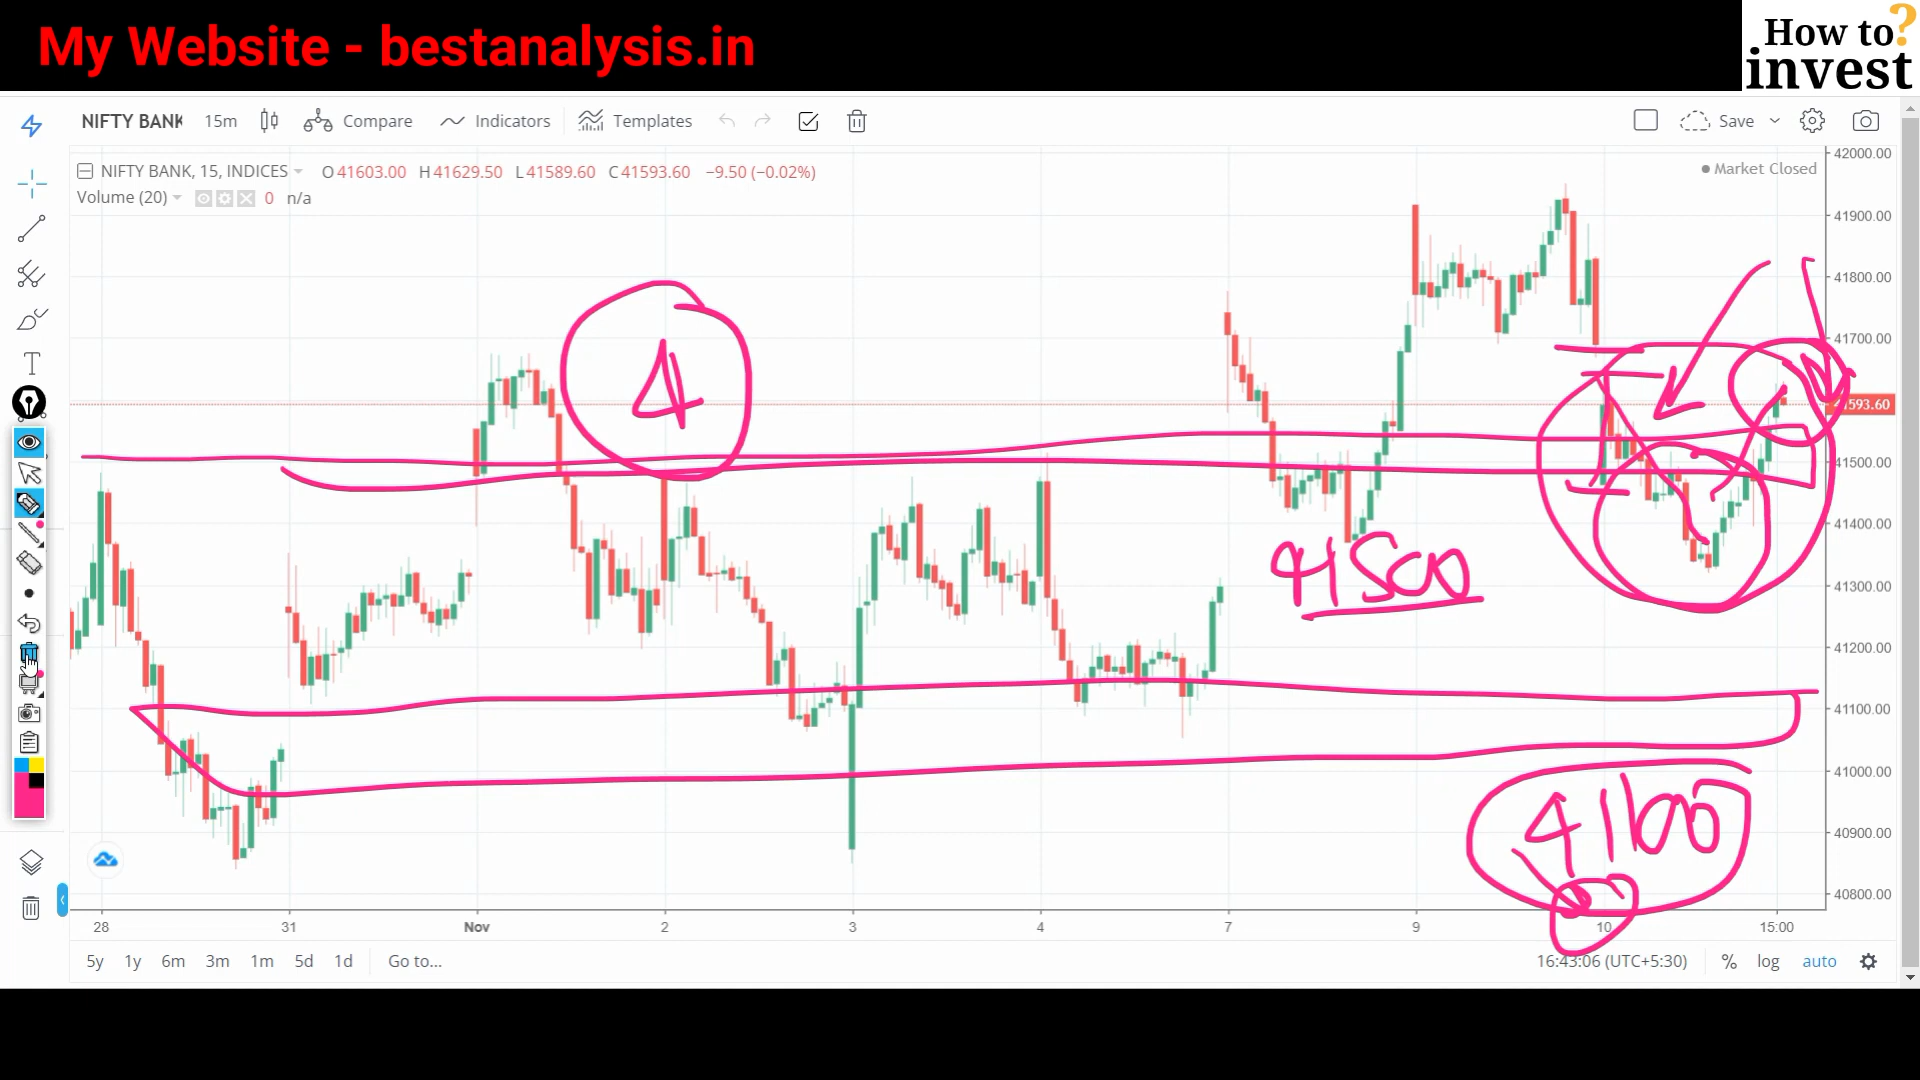 My Website - bestanalysis.in
How to?
invest
NIFTY BANK 15m Compare Indicators Templates Save
NIFTY BANK, 15, INDICES O41603.00 H41629.50 L41589.60 C41593.60 −9.50 (−0.02%)
Market Closed
Volume (20) 0 n/a
42000.00
41900.00
41800.00
41700.00
593.60
41500.00
41400.00
41300.00
41200.00
41100.00
41000.00
40900.00
40800.00
4
41500
41100
28 31 Nov 2 3 4 7 9 10 15:00
5y 1y 6m 3m 1m 5d 1d Go to... 16:43:06 (UTC+5:30) % log auto